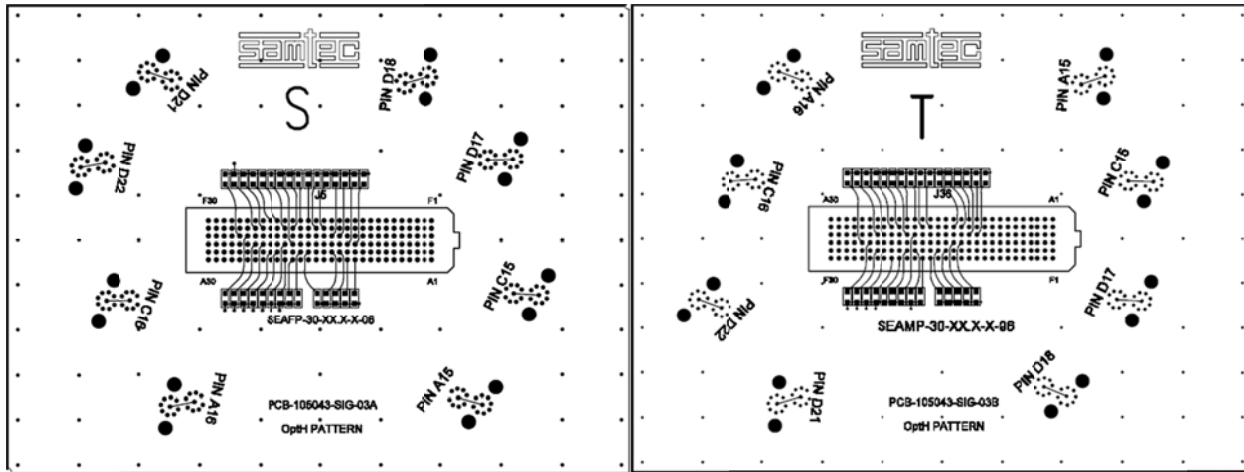 samtec
PIN D21
PIN D18
S
PIN D22
PIN D17
J5
F30
F1
A30
A1
PIN C16
PIN C15
SEAFP-30-XX.X-X-06
PIN A16
PIN A15
PCB-105043-SIG-03A
OptH PATTERN
samtec
PIN A16
PIN A15
T
PIN C16
PIN C15
J36
A30
A1
F30
F1
PIN D22
PIN D17
SEAMP-30-XX.X-X-06
PIN D21
PIN D18
PCB-105043-SIG-03B
OptH PATTERN